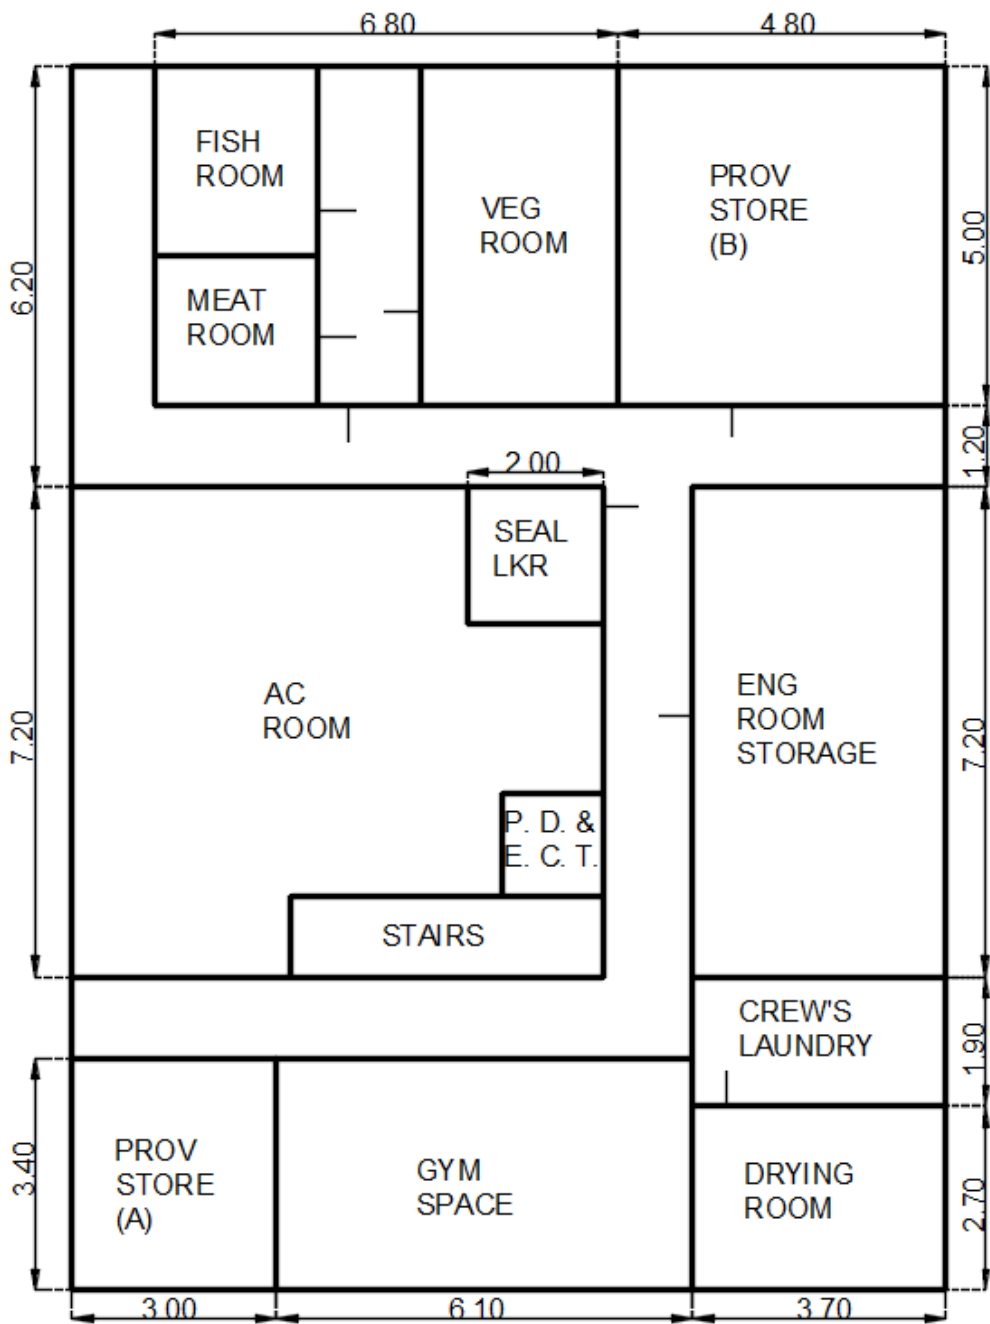 6.80
4.80
FISH
ROOM
VEG
ROOM
PROV
STORE
(B)
5.00
6.20
MEAT
ROOM
1.20
2.00
SEAL
LKR
AC
ROOM
ENG
ROOM
STORAGE
7.20
7.20
P. D. &
E. C. T.
STAIRS
CREW'S
LAUNDRY
1.90
PROV
STORE
(A)
3.40
GYM
SPACE
DRYING
ROOM
2.70
3.00
6.10
3.70